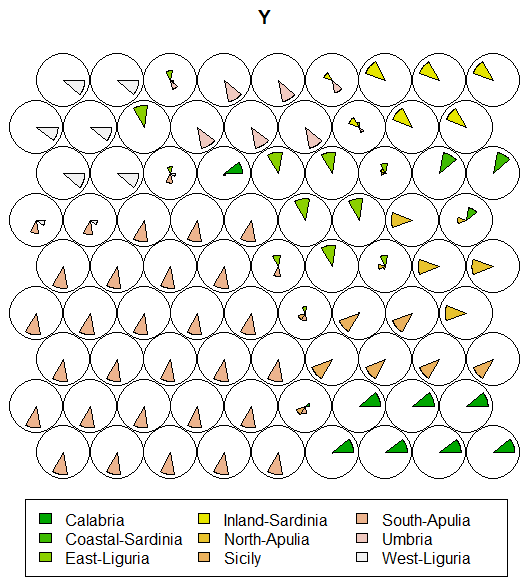 Y
Calabria Inland-Sardinia South-Apulia
Coastal-Sardinia North-Apulia Umbria
East-Liguria Sicily West-Liguria